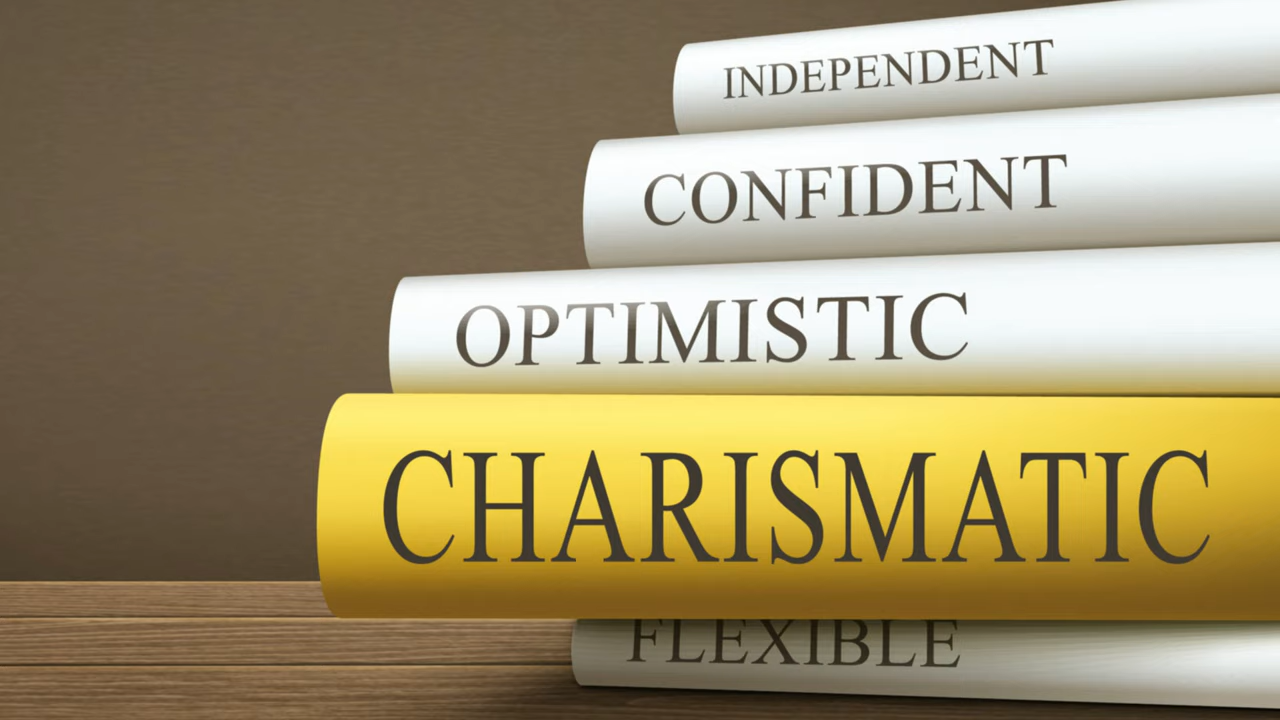 INDEPENDENT
CONFIDENT
OPTIMISTIC
CHARISMATIC
FLEXIBLE